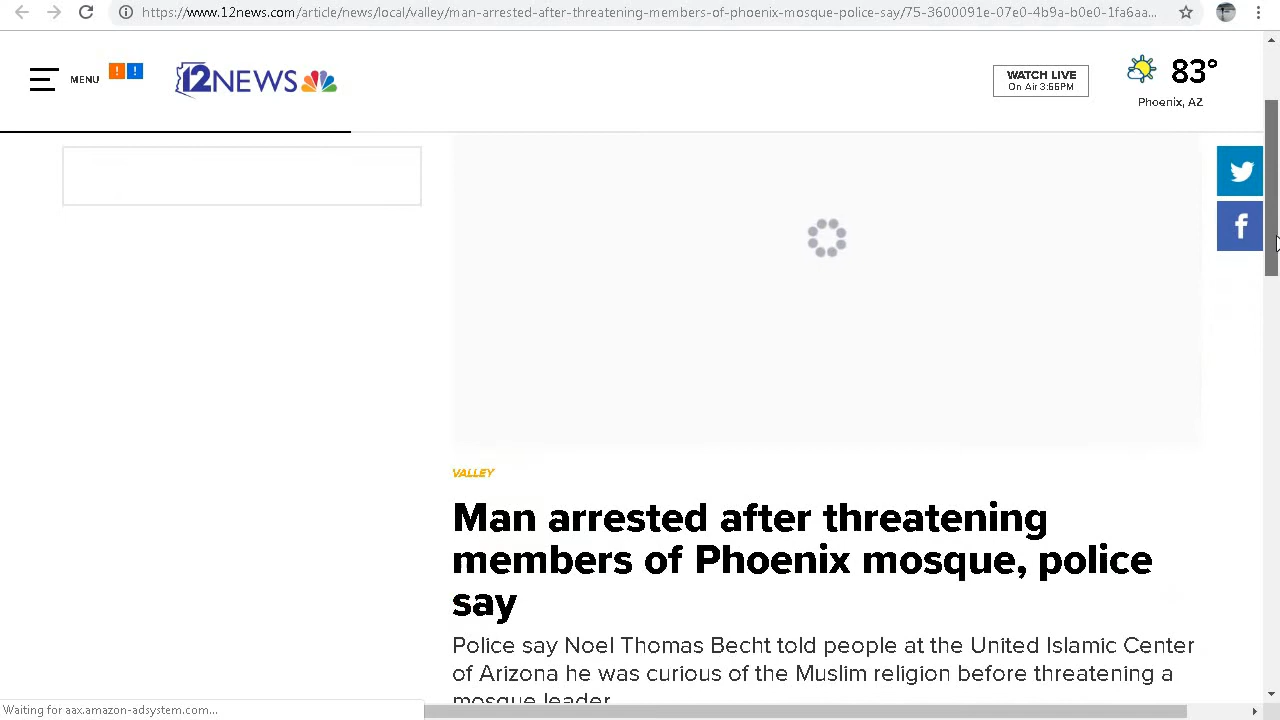 https://www.12news.com/article/news/local/valley/man-arrested-after-threatening-members-of-phoenix-mosque-police-say/75-3600091e-07e0-4b9a-b0e0-1fa6aa...
MENU
! !
12NEWS
WATCH LIVE
On Air 3:56PM
83°
Phoenix, AZ
f
VALLEY
Man arrested after threatening
members of Phoenix mosque, police
say
Police say Noel Thomas Becht told people at the United Islamic Center
of Arizona he was curious of the Muslim religion before threatening a
mosque leader
Waiting for aax.amazon-adsystem.com...